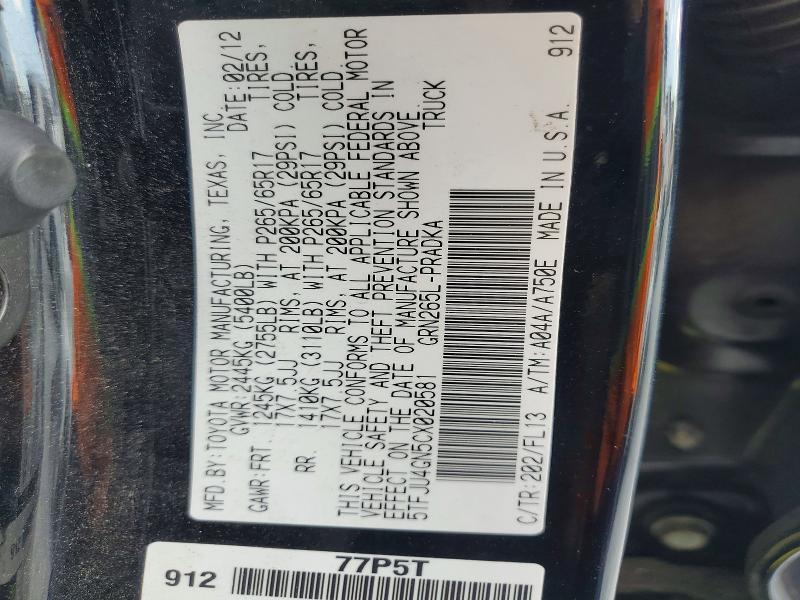 MFD.BY:TOYOTA MOTOR MANUFACTURING, TEXAS, INC.
GVWR:2445KG (5400LB) DATE:02/12
GAWR:FRT. 1245KG (2755LB) WITH P265/65R17 TIRES,
17X7.5JJ RIMS, AT 200KPA (29PSI) COLD
RR. 1410KG (3110LB) WITH P265/65R17 TIRES,
17X7.5JJ RIMS, AT 200KPA (29PSI) COLD
THIS VEHICLE CONFORMS TO ALL APPLICABLE FEDERAL MOTOR
VEHICLE SAFETY AND THEFT PREVENTION STANDARDS IN
EFFECT ON THE DATE OF MANUFACTURE SHOWN ABOVE.
5TFJU4GN5CX020581 GRN265L-PRADKA TRUCK
C/TR:202/FL13 A/TM:A04A/A750E MADE IN U.S.A. 912
77P5T
912